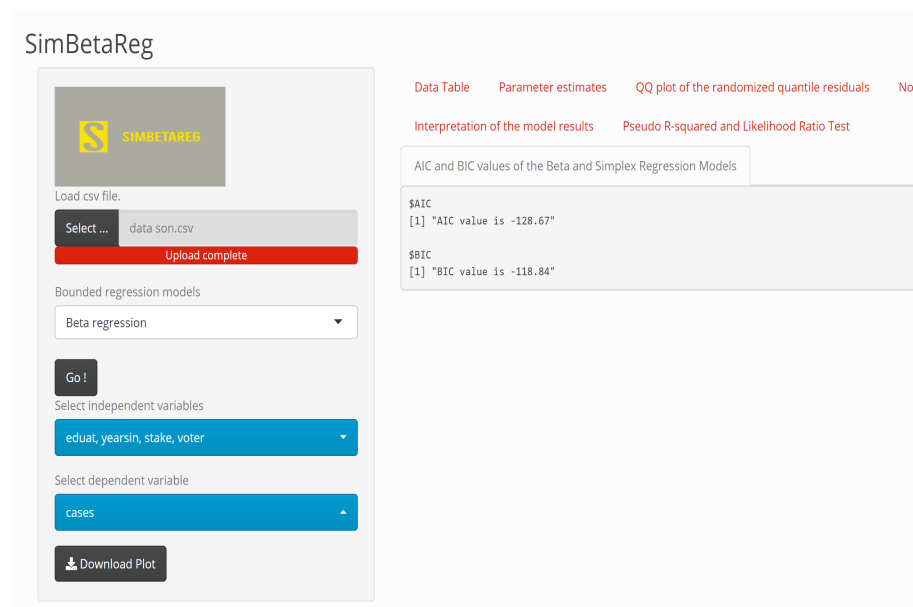 SimBetaReg
S SIMBETAREG
Load csv file.
Select ... data son.csv
Upload complete
Bounded regression models
Beta regression
Go !
Select independent variables
eduat, yearsin, stake, voter
Select dependent variable
cases
Download Plot
Data Table Parameter estimates QQ plot of the randomized quantile residuals No
Interpretation of the model results Pseudo R-squared and Likelihood Ratio Test
AIC and BIC values of the Beta and Simplex Regression Models
$AIC
[1] "AIC value is -128.67"
$BIC
[1] "BIC value is -118.84"